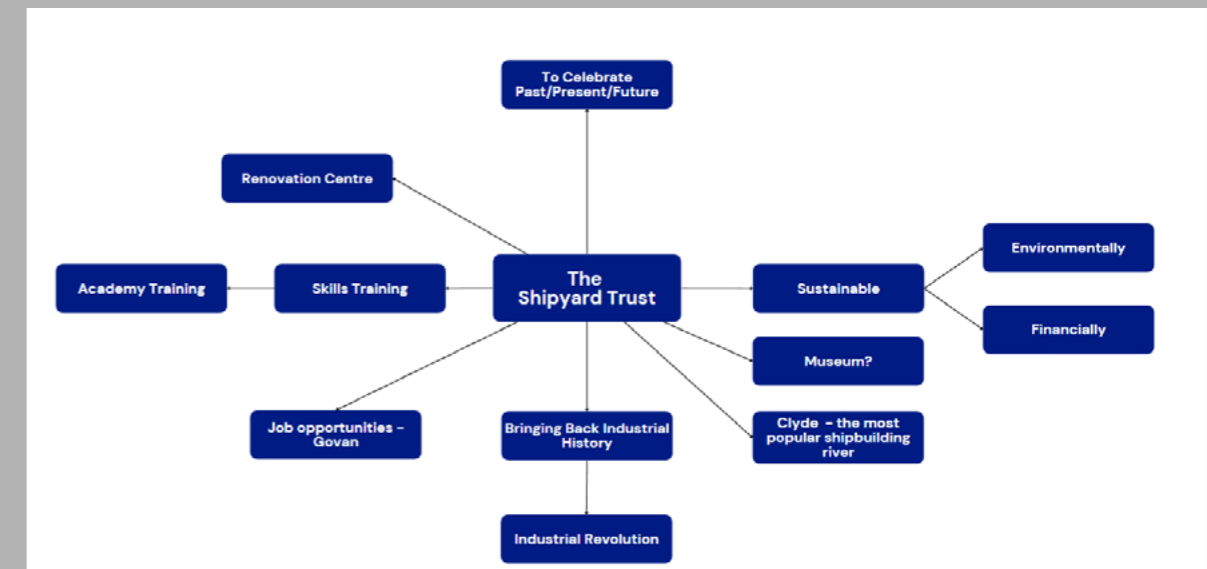 To Celebrate
Past/Present/Future
Renovation Centre
Environmentally
Academy Training
Skills Training
The
Shipyard Trust
Sustainable
Financially
Museum?
Job opportunities -
Govan
Bringing Back Industrial
History
Clyde - the most
popular shipbuilding
river
Industrial Revolution